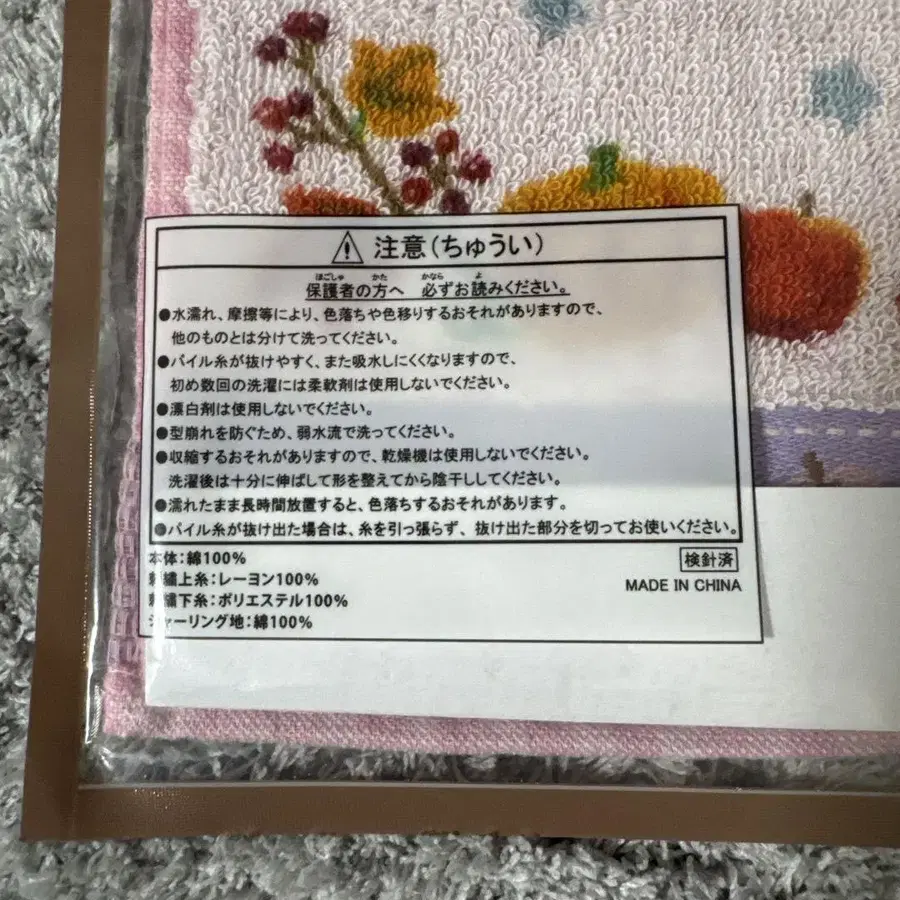 注意(ちゅうい)
保護者の方へ 必ずお読みください。
ほごしゃ かた かなら よ
●水濡れ、摩擦等により、色落ちや色移りするおそれがありますので、
他のものとは分けて洗ってください。
●パイル糸が抜けやすく、また吸水しにくくなりますので、
初め数回の洗濯には柔軟剤は使用しないでください。
●漂白剤は使用しないでください。
●型崩れを防ぐため、弱水流で洗ってください。
●収縮するおそれがありますので、乾燥機は使用しないでください。
洗濯後は十分に伸ばして形を整えてから陰干ししてください。
●濡れたまま長時間放置すると、色落ちするおそれがあります。
●パイル糸が抜け出た場合は、糸を引っ張らず、抜け出た部分を切ってお使いください。
本体:綿100%
刺繍上糸:レーヨン100%
刺繍下糸:ポリエステル100%
シャーリング地:綿100%
検針済
MADE IN CHINA